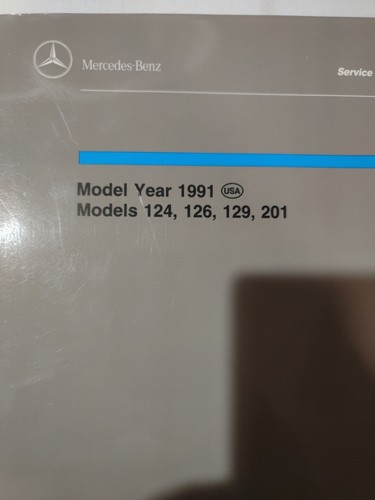 Mercedes-Benz
Service
Model Year 1991 USA
Models 124, 126, 129, 201